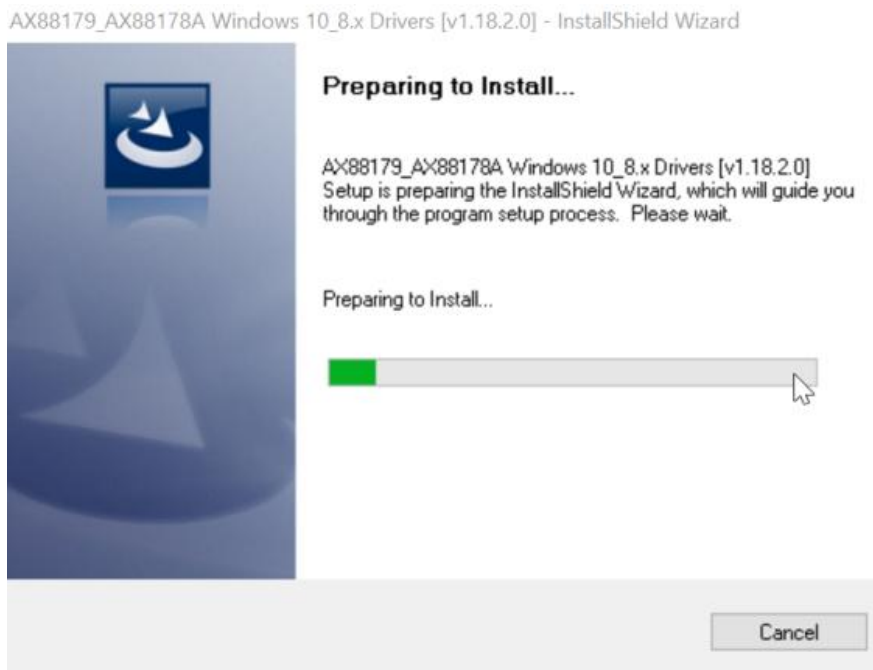 AX88179_AX88178A Windows 10_8.x Drivers [v1.18.2.0] - InstallShield Wizard
Preparing to Install...
AX88179_AX88178A Windows 10_8.x Drivers [v1.18.2.0]
Setup is preparing the InstallShield Wizard, which will guide you
through the program setup process. Please wait.
Preparing to Install...
Cancel